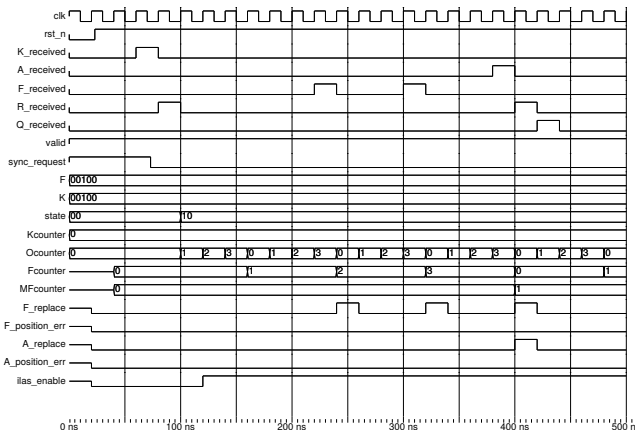 clk
rst_n
K_received
A_received
F_received
R_received
Q_received
valid
sync_request
F 00100
K 00100
state 00 10
Kcounter 0
Ocounter 0 1 2 3 0 1 2 3 0 1 2 3 0 1 2 3 0 1 2 3 0
Fcounter 0 1 2 3 0 1
MFcounter 0 1
F_replace
F_position_err
A_replace
A_position_err
ilas_enable
0 ns 100 ns 200 ns 300 ns 400 ns 500 n